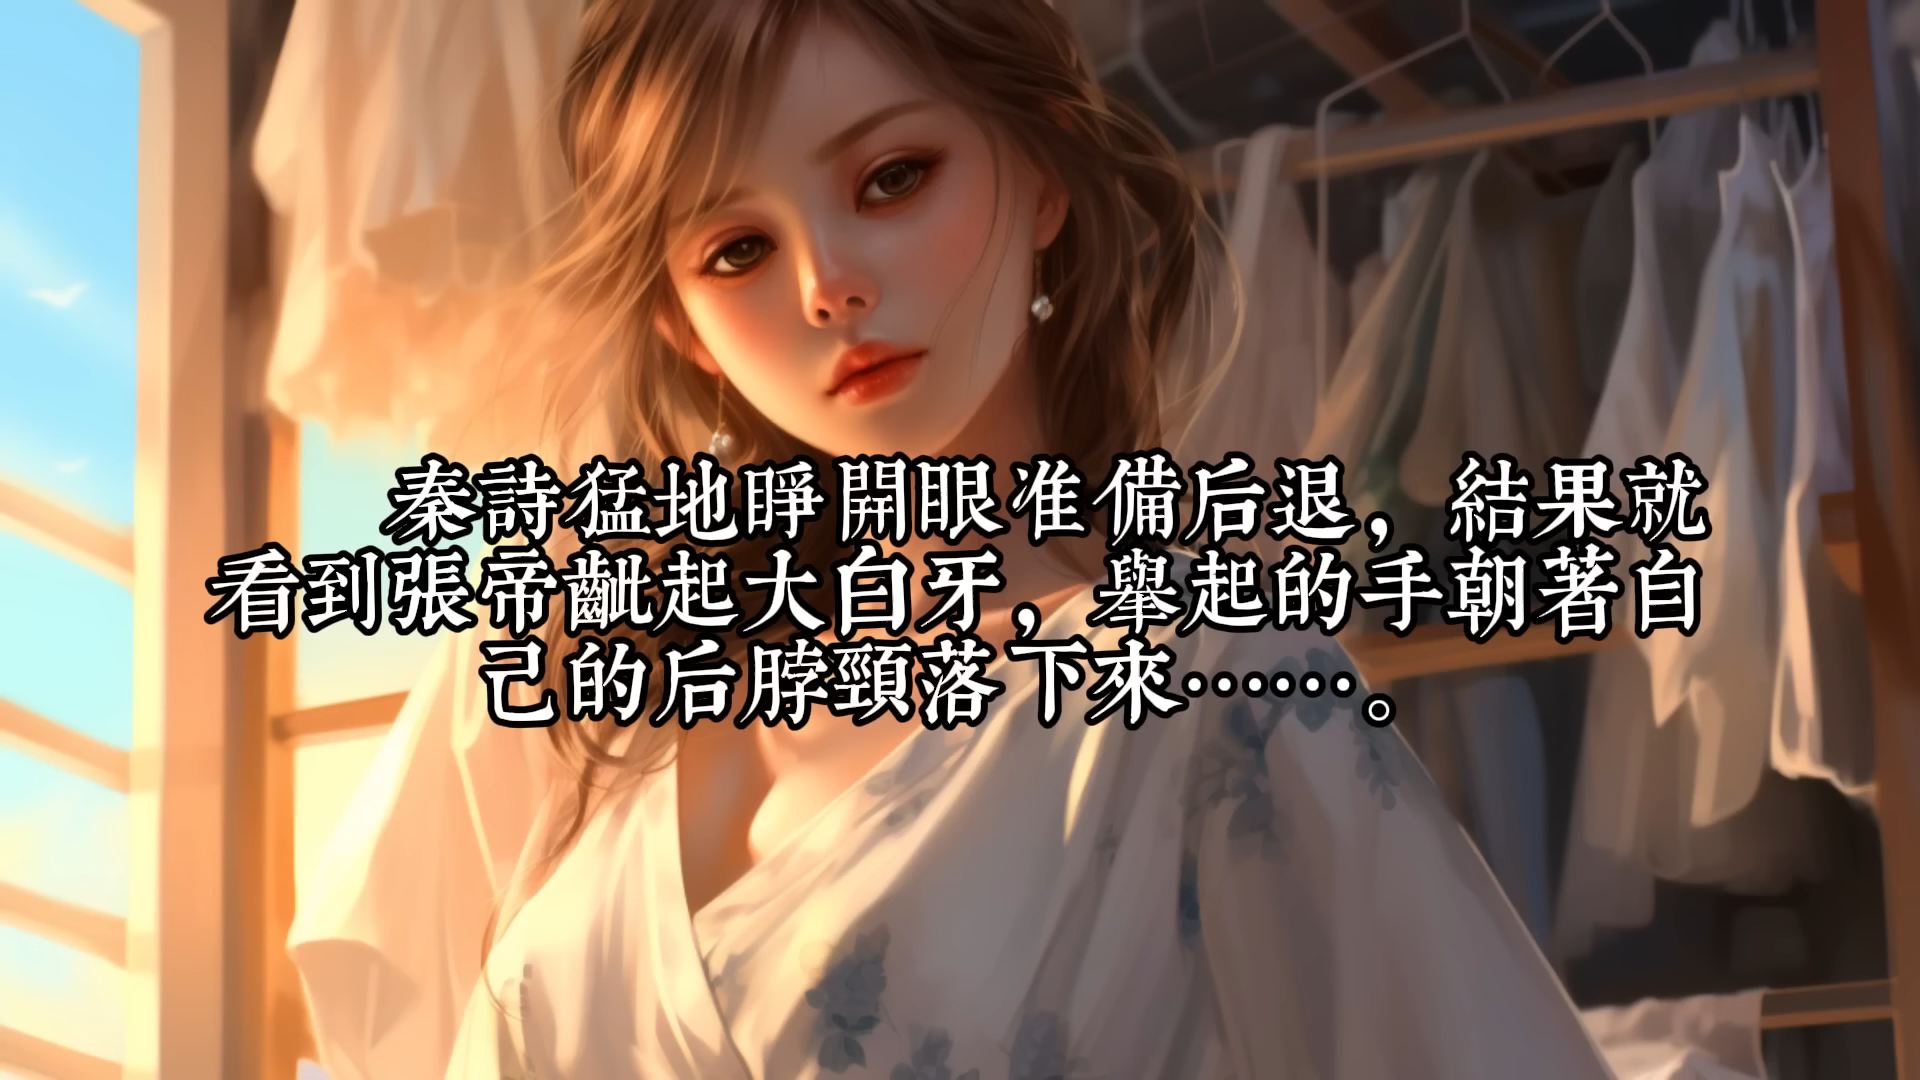 秦詩猛地睜開眼准備后退，結果就
看到張帝齜起大白牙，舉起的手朝著自
己的后脖頸落下來……。